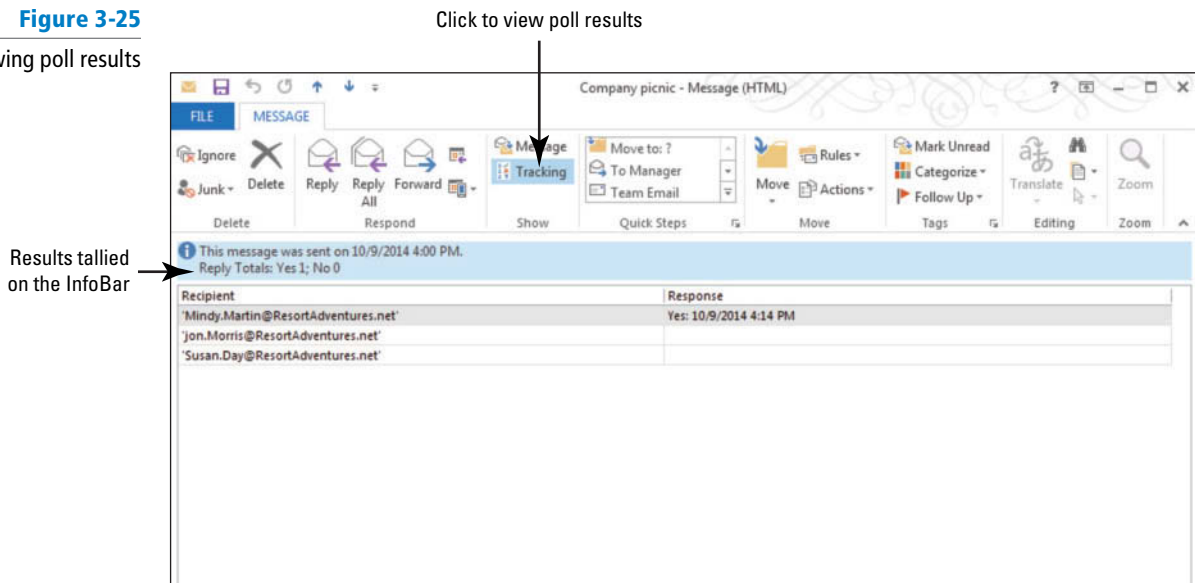 Figure 3-25
Click to view poll results
wing poll results
Company picnic - Message (HTML)
?
FILE MESSAGE
Ignore
Junk
Delete
Reply
Reply All
Forward
Message
Tracking
Move to: ?
To Manager
Team Email
Move
Rules
Actions
Mark Unread
Categorize
Follow Up
Translate
Zoom
Delete Respond Show Quick Steps Move Tags Editing Zoom
This message was sent on 10/9/2014 4:00 PM.
Reply Totals: Yes 1; No 0
Results tallied
on the InfoBar
Recipient Response
'Mindy.Martin@ResortAdventures.net' Yes: 10/9/2014 4:14 PM
'jon.Morris@ResortAdventures.net'
'Susan.Day@ResortAdventures.net'